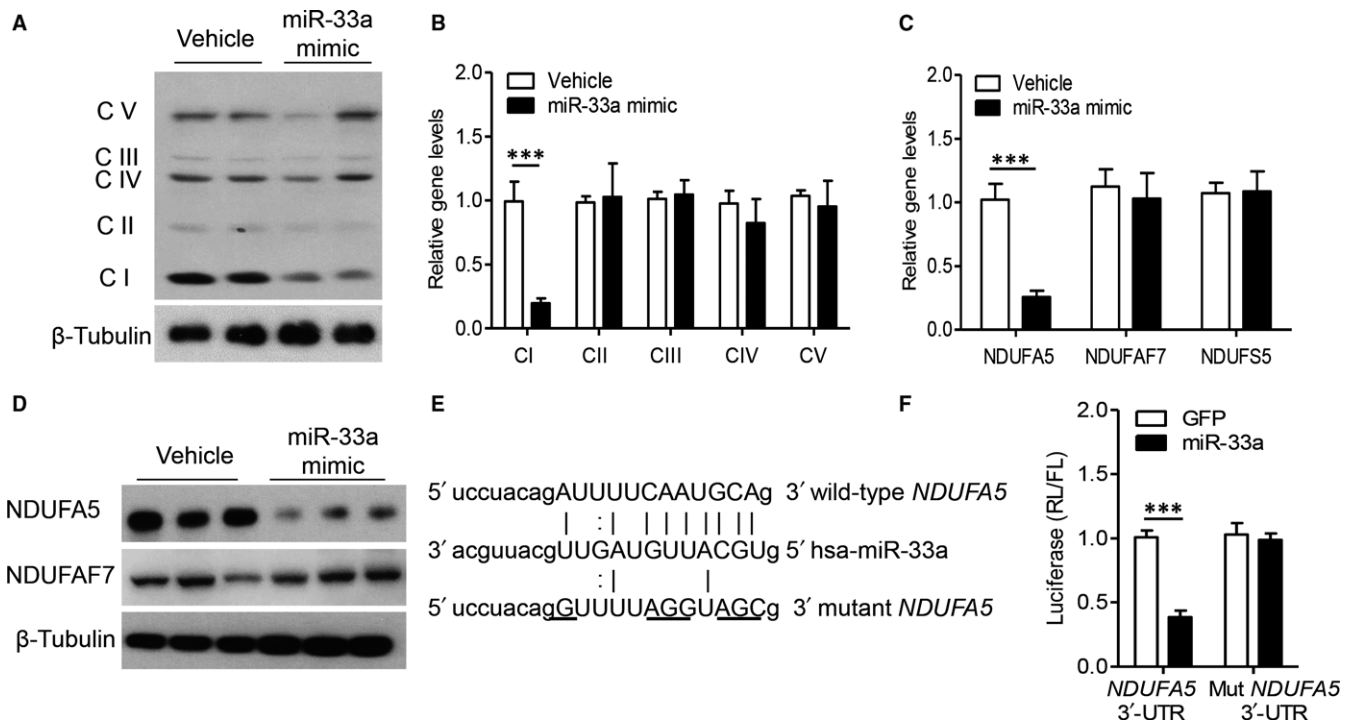 A
Vehicle
miR-33a
mimic
C V
C III
C IV
C II
C I
β-Tubulin
B
Relative gene levels
2.0
1.5
1.0
0.5
0.0
Vehicle
miR-33a mimic
***
CI CII CIII CIV CV
C
Relative gene levels
2.0
1.5
1.0
0.5
0.0
Vehicle
miR-33a mimic
***
NDUFA5 NDUFAF7 NDUFS5
D
Vehicle
miR-33a
mimic
NDUFA5
NDUFAF7
β-Tubulin
E
5′ uccuacagAUUUUCAAUGCAg 3′ wild-type NDUFA5
3′ acguuacgUUGAUGUUACGUg 5′ hsa-miR-33a
5′ uccuacaggGUUUUAGGUAGCg 3′ mutant NDUFA5
F
Luciferase (RL/FL)
2.0
1.5
1.0
0.5
0.0
GFP
miR-33a
***
NDUFA5 Mut NDUFA5
3′-UTR 3′-UTR